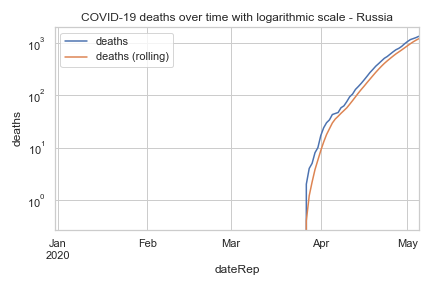 COVID-19 deaths over time with logarithmic scale - Russia
deaths
deaths (rolling)
10³
10²
10¹
10⁰
deaths
Jan
2020
Feb
Mar
Apr
May
dateRep